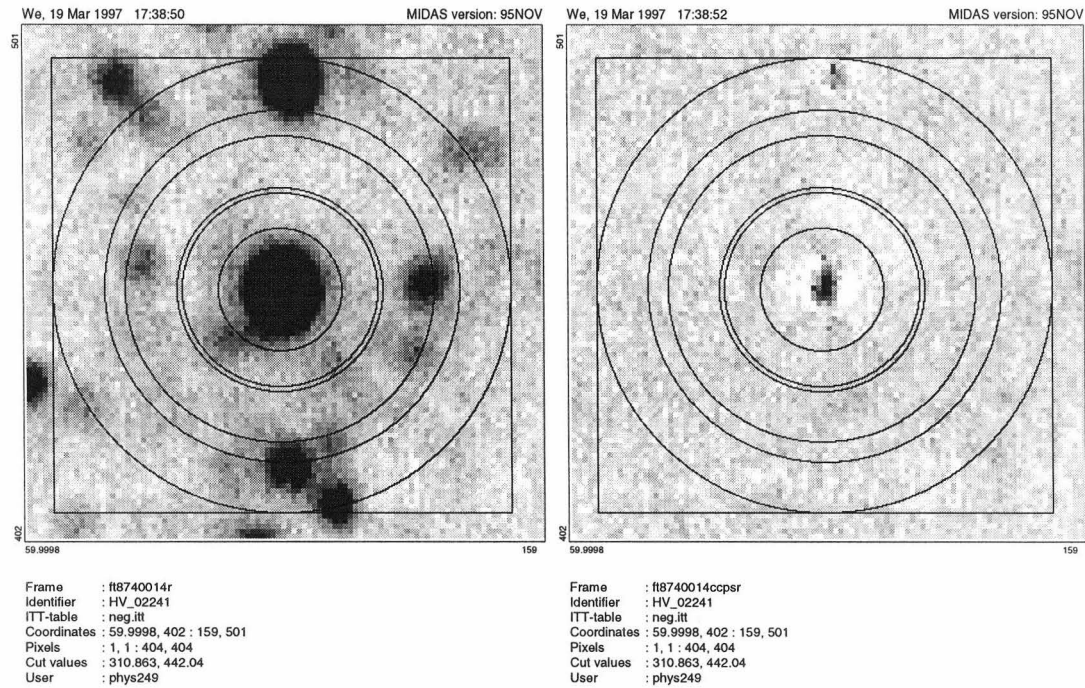 We, 19 Mar 1997 17:38:50 MIDAS version: 95NOV
501
402
59.9998 159
Frame : ft8740014r
Identifier : HV_02241
ITT-table : neg.itt
Coordinates : 59.9998, 402 : 159, 501
Pixels : 1, 1 : 404, 404
Cut values : 310.863, 442.04
User : phys249
We, 19 Mar 1997 17:38:52 MIDAS version: 95NOV
501
402
59.9998 159
Frame : ft8740014ccpsr
Identifier : HV_02241
ITT-table : neg.itt
Coordinates : 59.9998, 402 : 159, 501
Pixels : 1, 1 : 404, 404
Cut values : 310.863, 442.04
User : phys249